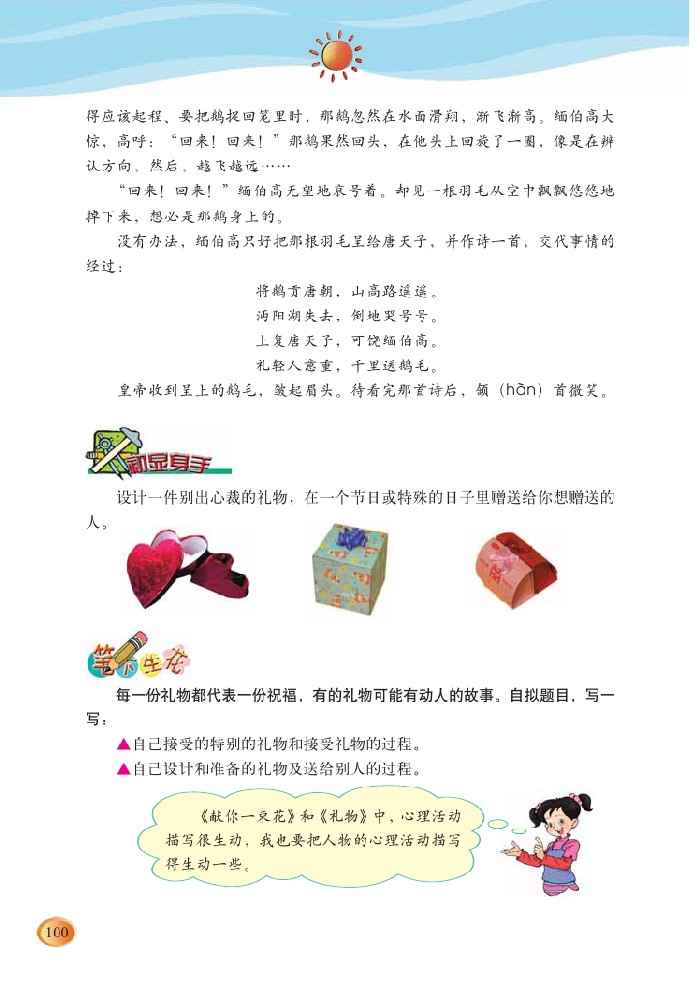 得应该起程、要把鹅捉回笼里时，那鹅忽然在水面滑翔，渐飞渐高。缅伯高大
惊，高呼：“回来！回来！”那鹅果然回头，在他头上回旋了一圈，像是在辨
认方向。然后，越飞越远……
“回来！回来！”缅伯高无望地哀号着。却见一根羽毛从空中飘飘悠悠地
掉下来，想必是那鹅身上的。
没有办法，缅伯高只好把那根羽毛呈给唐天子，并作诗一首，交代事情的
经过：
将鹅贡唐朝，山高路遥遥。
沔阳湖失去，倒地哭号号。
上复唐天子，可饶缅伯高。
礼轻人意重，千里送鹅毛。
皇帝收到呈上的鹅毛，皱起眉头。待看完那首诗后，颔（hàn）首微笑。
初显身手
设计一件别出心裁的礼物，在一个节日或特殊的日子里赠送给你想赠送的
人。
笔下生花
每一份礼物都代表一份祝福，有的礼物可能有动人的故事。自拟题目，写一
写：
▲自己接受的特别的礼物和接受礼物的过程。
▲自己设计和准备的礼物及送给别人的过程。
《献你一束花》和《礼物》中，心理活动
描写很生动，我也要把人物的心理活动描写
得生动一些。
100